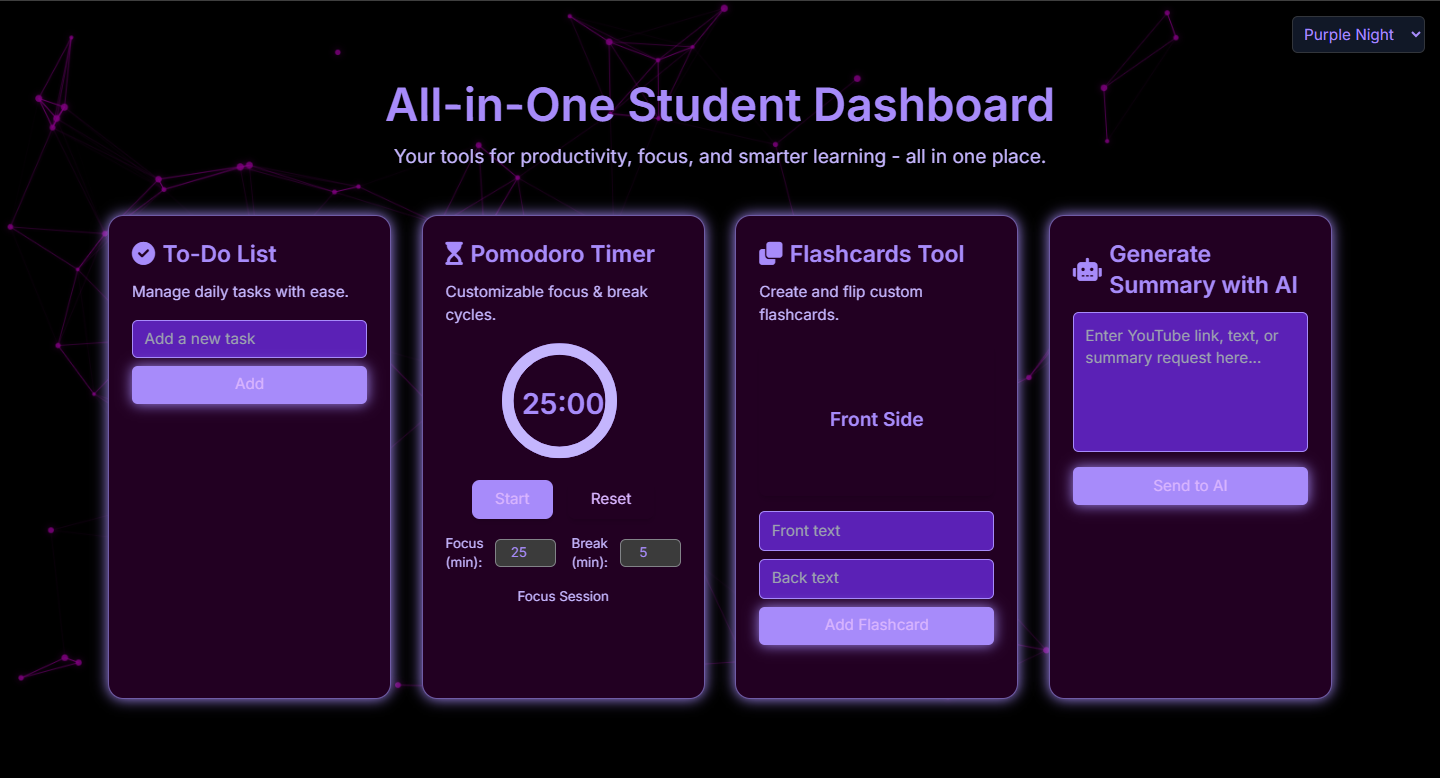 Purple Night
All-in-One Student Dashboard
Your tools for productivity, focus, and smarter learning - all in one place.
To-Do List
Manage daily tasks with ease.
Add a new task
Add
Pomodoro Timer
Customizable focus & break
cycles.
25:00
Start
Reset
Focus
(min):
25
Break
(min):
5
Focus Session
Flashcards Tool
Create and flip custom
flashcards.
Front Side
Front text
Back text
Add Flashcard
Generate
Summary with AI
Enter YouTube link, text, or
summary request here...
Send to AI